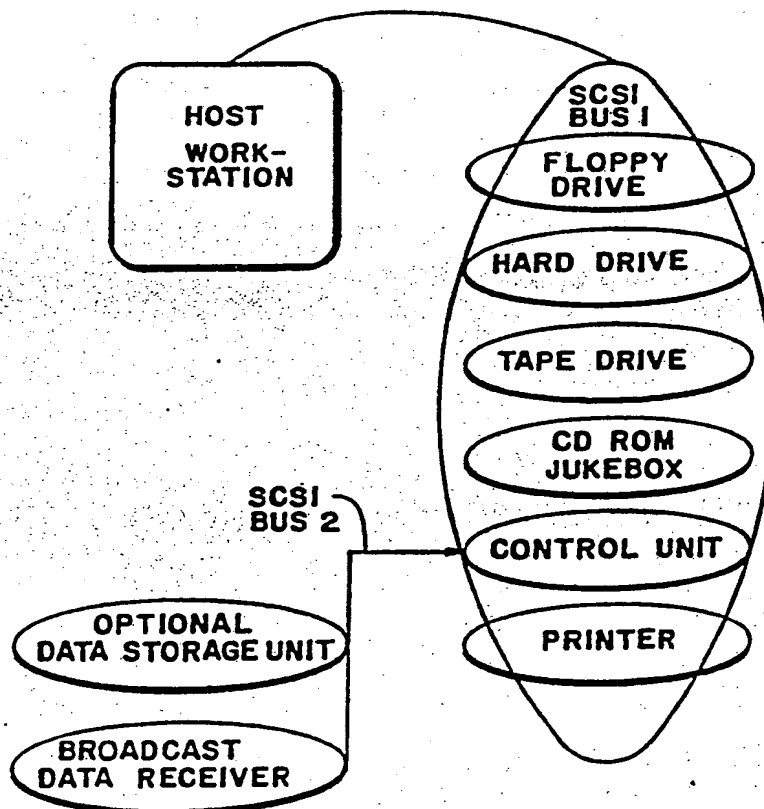 HOST
WORK-
STATION
SCSI
BUS 1
FLOPPY
DRIVE
HARD DRIVE
TAPE DRIVE
CD ROM
JUKEBOX
SCSI
BUS 2
CONTROL UNIT
OPTIONAL
DATA STORAGE UNIT
PRINTER
BROADCAST
DATA RECEIVER